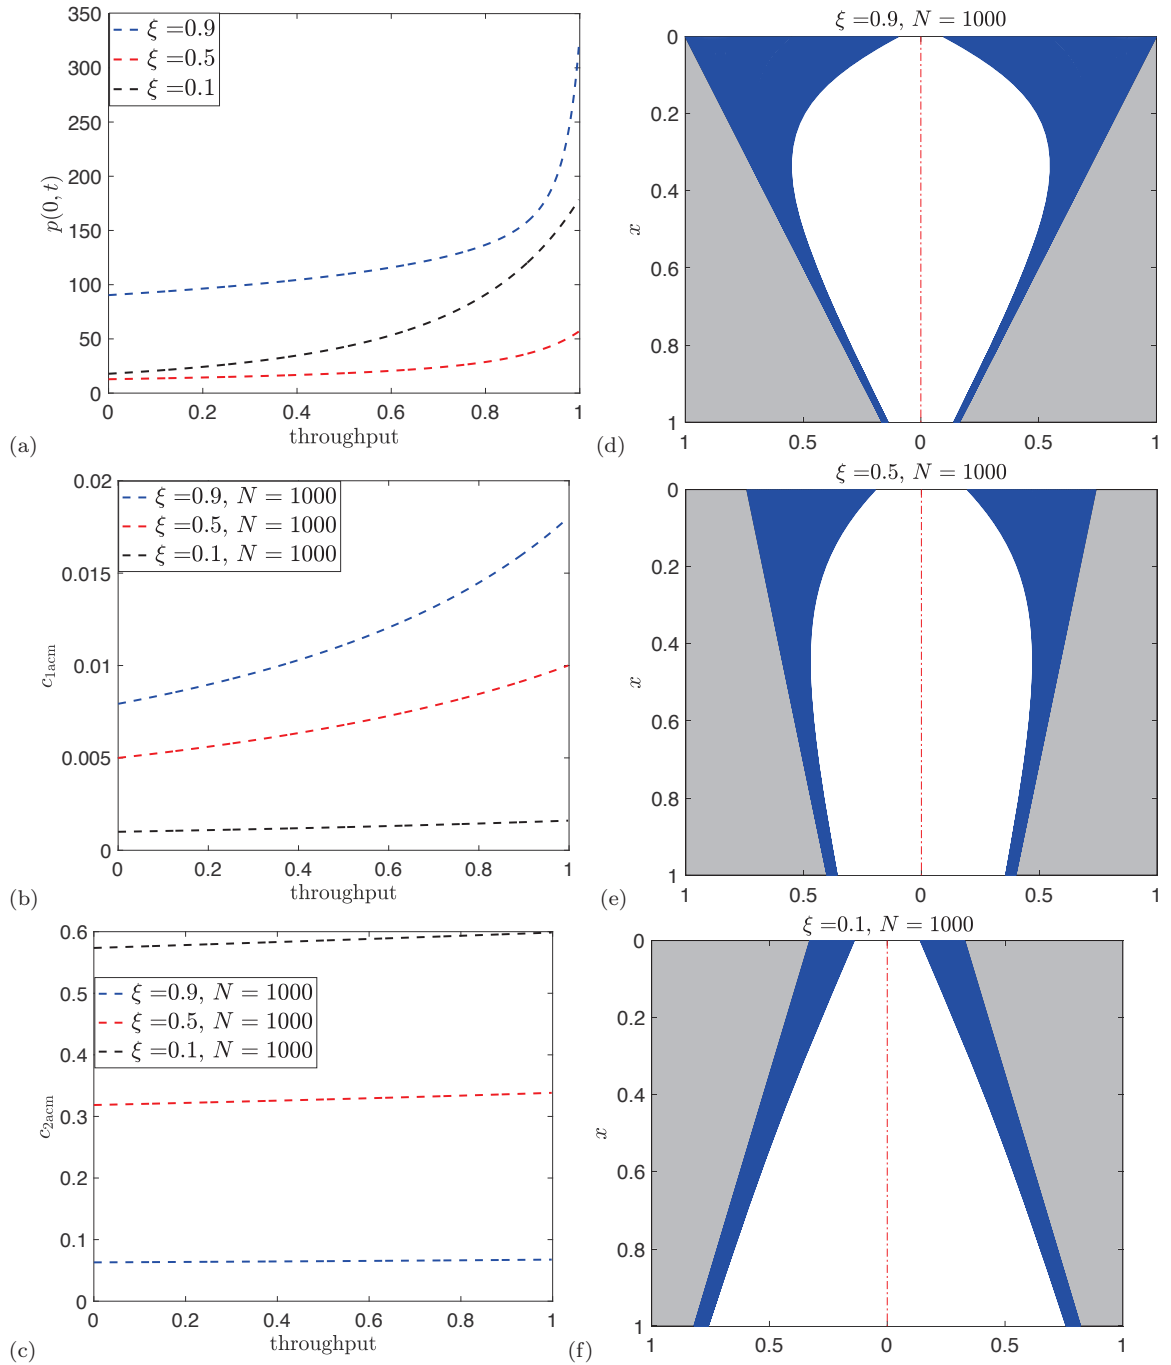 350
300
250
200
150
100
50
0
p(0, t)
ξ =0.9
ξ =0.5
ξ =0.1
0 0.2 0.4 0.6 0.8 1
throughput
(a)
ξ =0.9, N = 1000
0
0.2
0.4
0.6
0.8
1
x
1 0.5 0 0.5 1
(d)
0.02
0.015
0.01
0.005
0
c1acm
ξ =0.9, N = 1000
ξ =0.5, N = 1000
ξ =0.1, N = 1000
0 0.2 0.4 0.6 0.8 1
throughput
(b)
ξ =0.5, N = 1000
0
0.2
0.4
0.6
0.8
1
x
1 0.5 0 0.5 1
(e)
0.6
0.5
0.4
0.3
0.2
0.1
0
c2acm
ξ =0.9, N = 1000
ξ =0.5, N = 1000
ξ =0.1, N = 1000
0 0.2 0.4 0.6 0.8 1
throughput
(c)
ξ =0.1, N = 1000
0
0.2
0.4
0.6
0.8
1
x
1 0.5 0 0.5 1
(f)